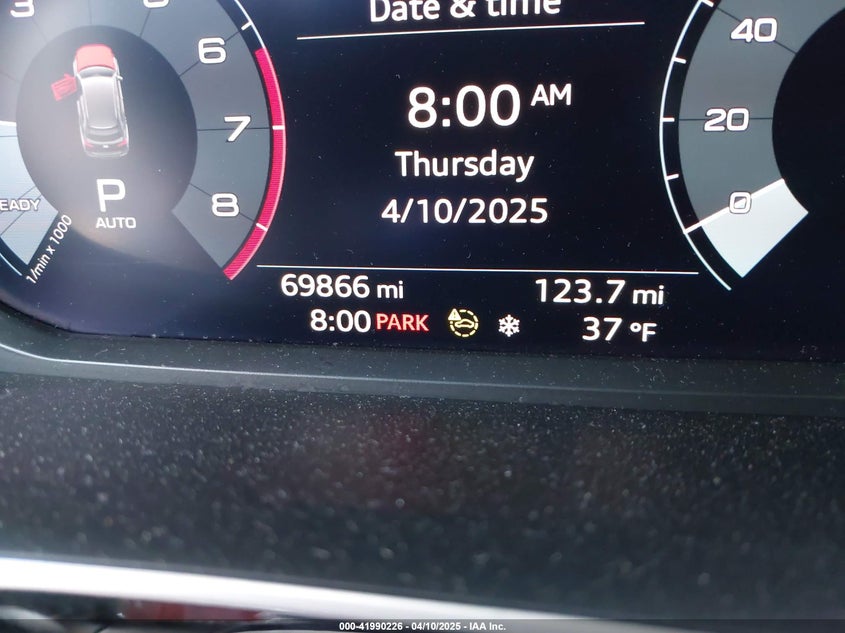 Date & time
8:00 AM
Thursday
4/10/2025
69866 mi 123.7 mi
8:00 PARK 37 °F
6
7
8
1/min x 1000
P
AUTO
40
20
0
000-41990226 - 04/10/2025 - IAA Inc.